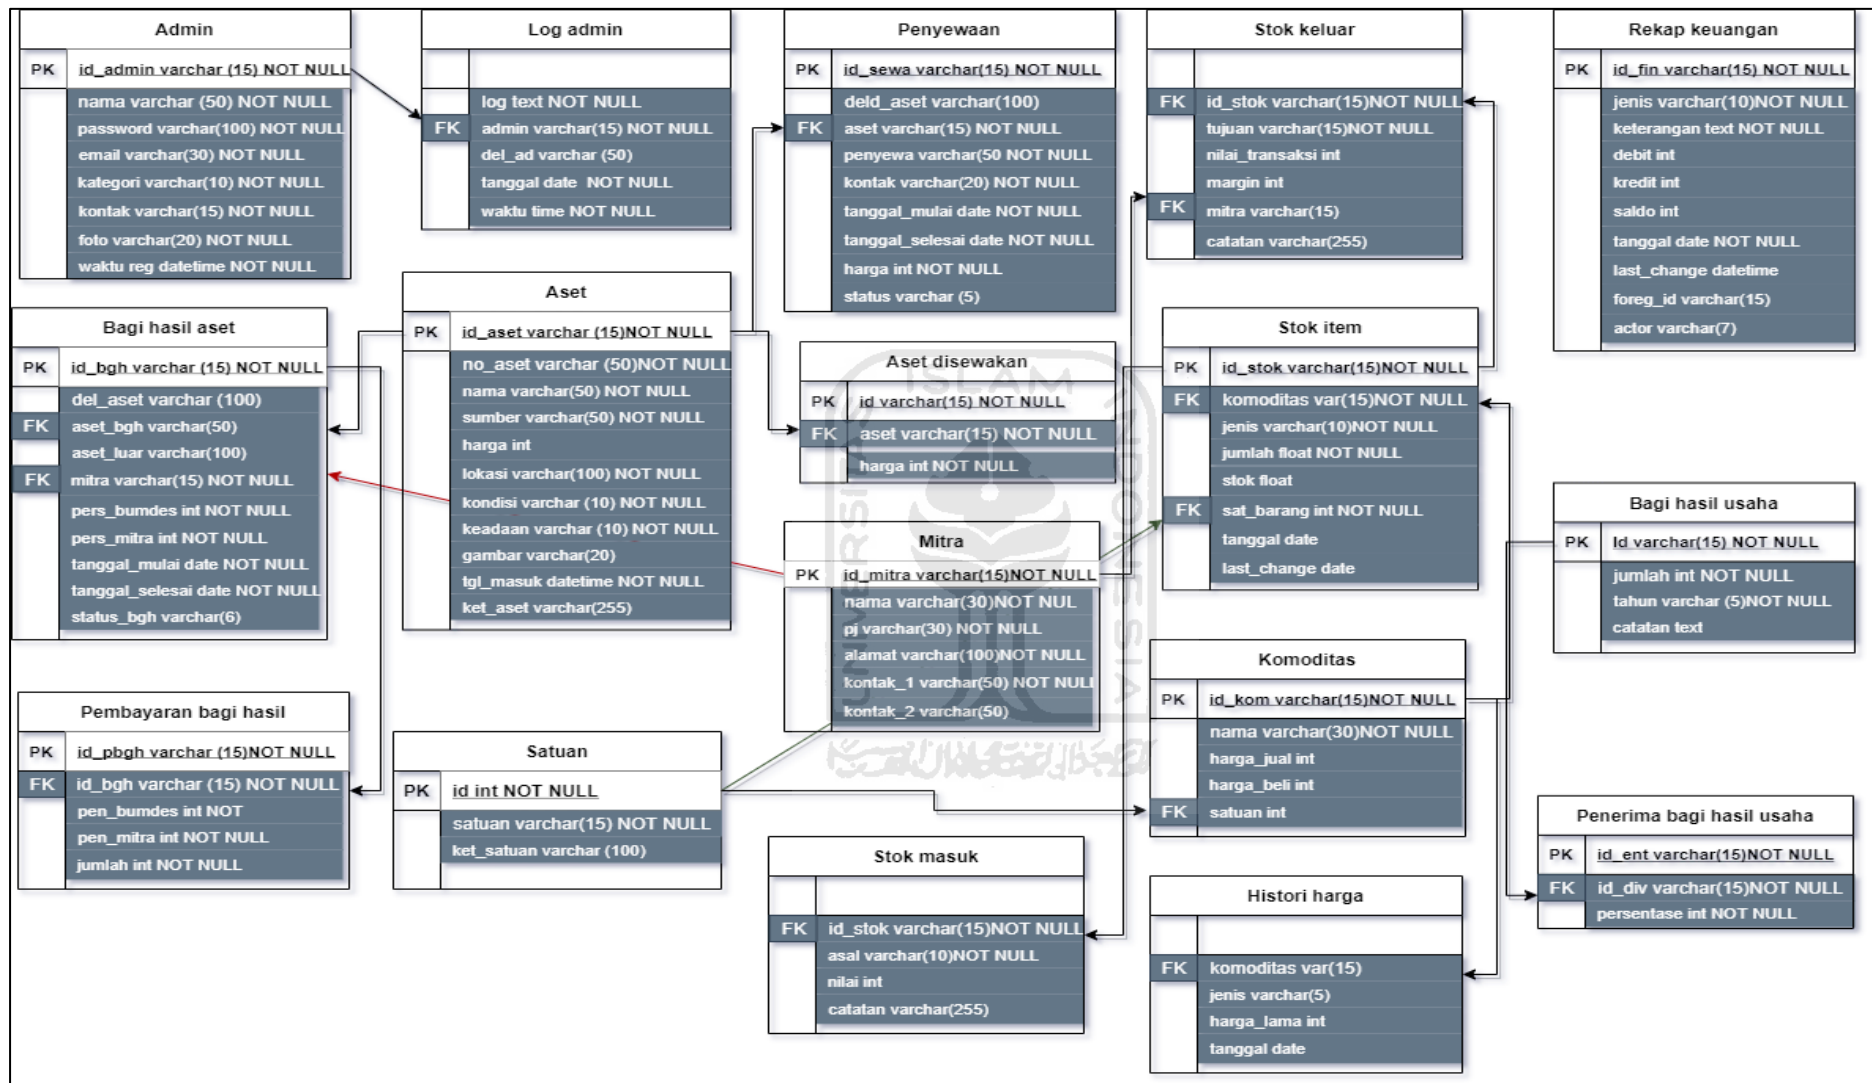 Admin
PK id_admin varchar (15) NOT NULL
nama varchar (50) NOT NULL
password varchar(100) NOT NULL
email varchar(30) NOT NULL
kategori varchar(10) NOT NULL
kontak varchar(15) NOT NULL
foto varchar(20) NOT NULL
waktu reg datetime NOT NULL
Log admin
log text NOT NULL
FK admin varchar(15) NOT NULL
del_ad varchar (50)
tanggal date NOT NULL
waktu time NOT NULL
Penyewaan
PK id_sewa varchar(15) NOT NULL
deld_aset varchar(100)
FK aset varchar(15) NOT NULL
penyewa varchar(50 NOT NULL
kontak varchar(20) NOT NULL
tanggal_mulai date NOT NULL
tanggal_selesai date NOT NULL
harga int NOT NULL
status varchar (5)
Stok keluar
FK id_stok varchar(15)NOT NULL
tujuan varchar(15)NOT NULL
nilai_transaksi int
margin int
FK mitra varchar(15)
catatan varchar(255)
Rekap keuangan
PK id_fin varchar(15) NOT NULL
jenis varchar(10)NOT NULL
keterangan text NOT NULL
debit int
kredit int
saldo int
tanggal date NOT NULL
last_change datetime
foreg_id varchar(15)
actor varchar(7)
Bagi hasil aset
PK id_bgh varchar (15) NOT NULL
del_aset varchar (100)
FK aset_bgh varchar(50)
aset_luar varchar(100)
FK mitra varchar(15) NOT NULL
pers_bumdes int NOT NULL
pers_mitra int NOT NULL
tanggal_mulai date NOT NULL
tanggal_selesai date NOT NULL
status_bgh varchar(6)
Aset
PK id_aset varchar (15)NOT NULL
no_aset varchar (50)NOT NULL
nama varchar(50) NOT NULL
sumber varchar(50) NOT NULL
harga int
lokasi varchar(100) NOT NULL
kondisi varchar (10) NOT NULL
keadaan varchar (10) NOT NULL
gambar varchar(20)
tgl_masuk datetime NOT NULL
ket_aset varchar(255)
Aset disewakan
PK id varchar(15) NOT NULL
FK aset varchar(15) NOT NULL
harga int NOT NULL
Stok item
PK id_stok varchar(15)NOT NULL
FK komoditas var(15)NOT NULL
jenis varchar(10)NOT NULL
jumlah float NOT NULL
stok float
FK sat_barang int NOT NULL
tanggal date
last_change date
Mitra
PK id_mitra varchar(15)NOT NULL
nama varchar(30)NOT NUL
pj varchar(30) NOT NULL
alamat varchar(100)NOT NULL
kontak_1 varchar(50) NOT NULL
kontak_2 varchar(50)
Bagi hasil usaha
PK Id varchar(15) NOT NULL
jumlah int NOT NULL
tahun varchar (5)NOT NULL
catatan text
Komoditas
PK id_kom varchar(15)NOT NULL
nama varchar(30)NOT NULL
harga_jual int
harga_beli int
FK satuan int
Pembayaran bagi hasil
PK id_pbgh varchar (15)NOT NULL
FK id_bgh varchar (15) NOT NULL
pen_bumdes int NOT
pen_mitra int NOT NULL
jumlah int NOT NULL
Satuan
PK id int NOT NULL
satuan varchar(15) NOT NULL
ket_satuan varchar (100)
Stok masuk
FK id_stok varchar(15)NOT NULL
asal varchar(10)NOT NULL
nilai int
catatan varchar(255)
Histori harga
FK komoditas var(15)
jenis varchar(5)
harga_lama int
tanggal date
Penerima bagi hasil usaha
PK id_ent varchar(15)NOT NULL
FK id_div varchar(15)NOT NULL
persentase int NOT NULL
UNIVERSITAS
ISLAM
INDONESIA